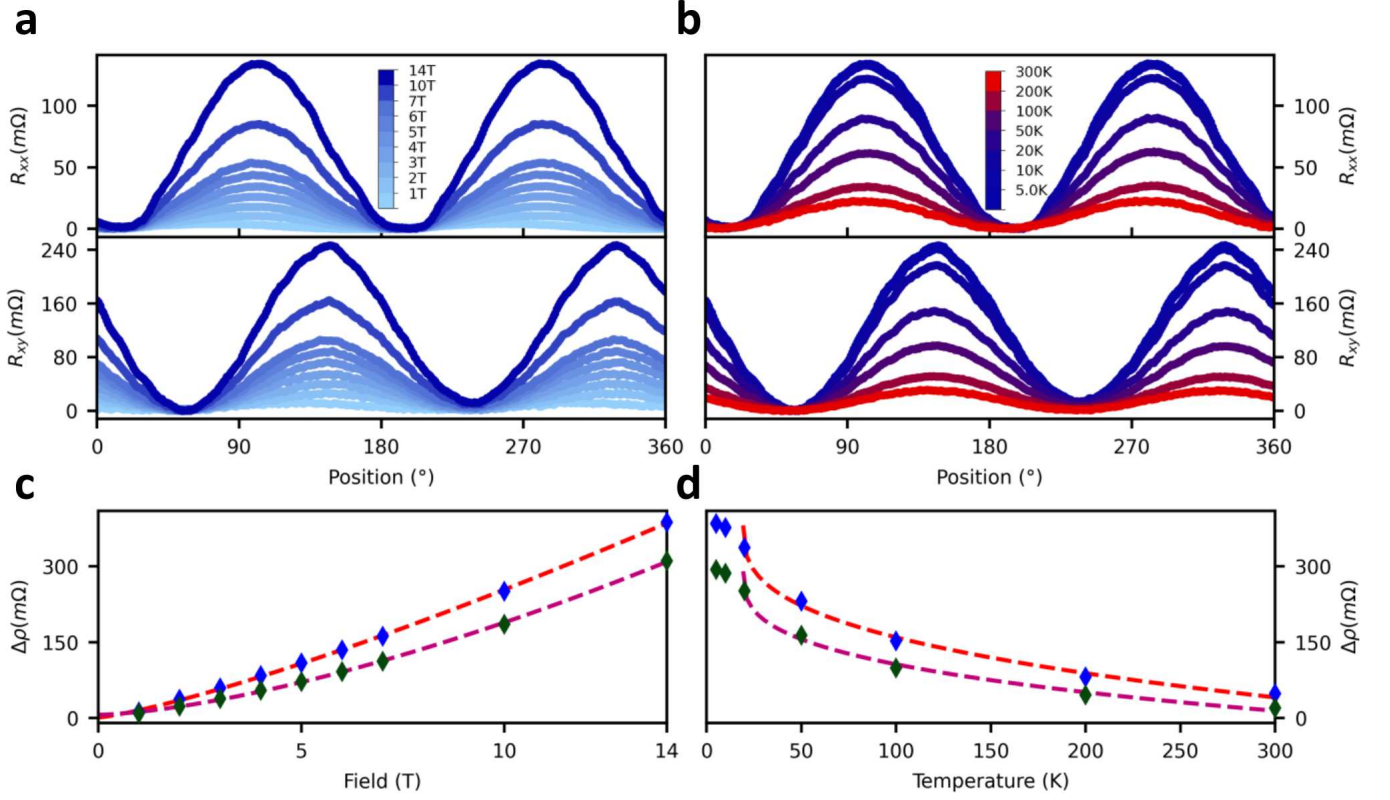 a
b
R_xx(mΩ)
100
50
0
14T
10T
7T
6T
5T
4T
3T
2T
1T
300K
200K
100K
50K
20K
10K
5.0K
100
50
0
R_xx(mΩ)
R_xy(mΩ)
240
160
80
0
240
160
80
0
R_xy(mΩ)
0 90 180 270 360
Position (°)
0 90 180 270 360
Position (°)
c
d
Δρ(mΩ)
300
150
0
300
150
0
Δρ(mΩ)
0 5 10 14
Field (T)
0 50 100 150 200 250 300
Temperature (K)